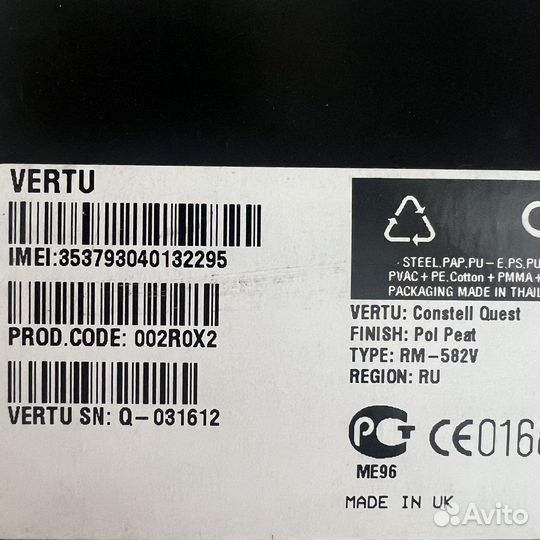 VERTU
IMEI:353793040132295
PROD.CODE: 002R0X2
VERTU SN: Q-031612
STEEL.PAP.PU-E.PS.PU
PVAC+PE.Cotton+PMMA+
PACKAGING MADE IN THAIL
VERTU: Constell Quest
FINISH: Pol Peat
TYPE: RM-582V
REGION: RU
РСТ CE016
ME96
MADE IN UK
Avito